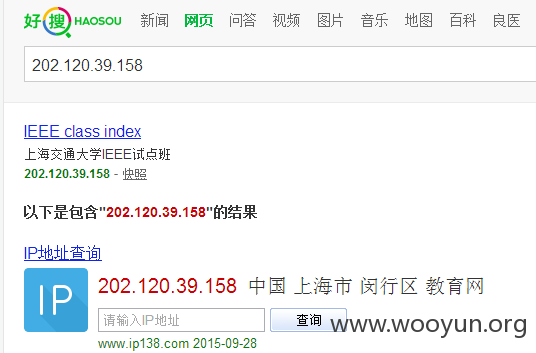 好搜 HAOSOU 新闻 网页 问答 视频 图片 音乐 地图 百科 良医
202.120.39.158
IEEE class index
上海交通大学IEEE试点班
202.120.39.158 - 快照
以下是包含"202.120.39.158"的结果
IP地址查询
IP 202.120.39.158 中国 上海市 闵行区 教育网
请输入IP地址 查询
www.wooyun.org
www.ip138.com 2015-09-28